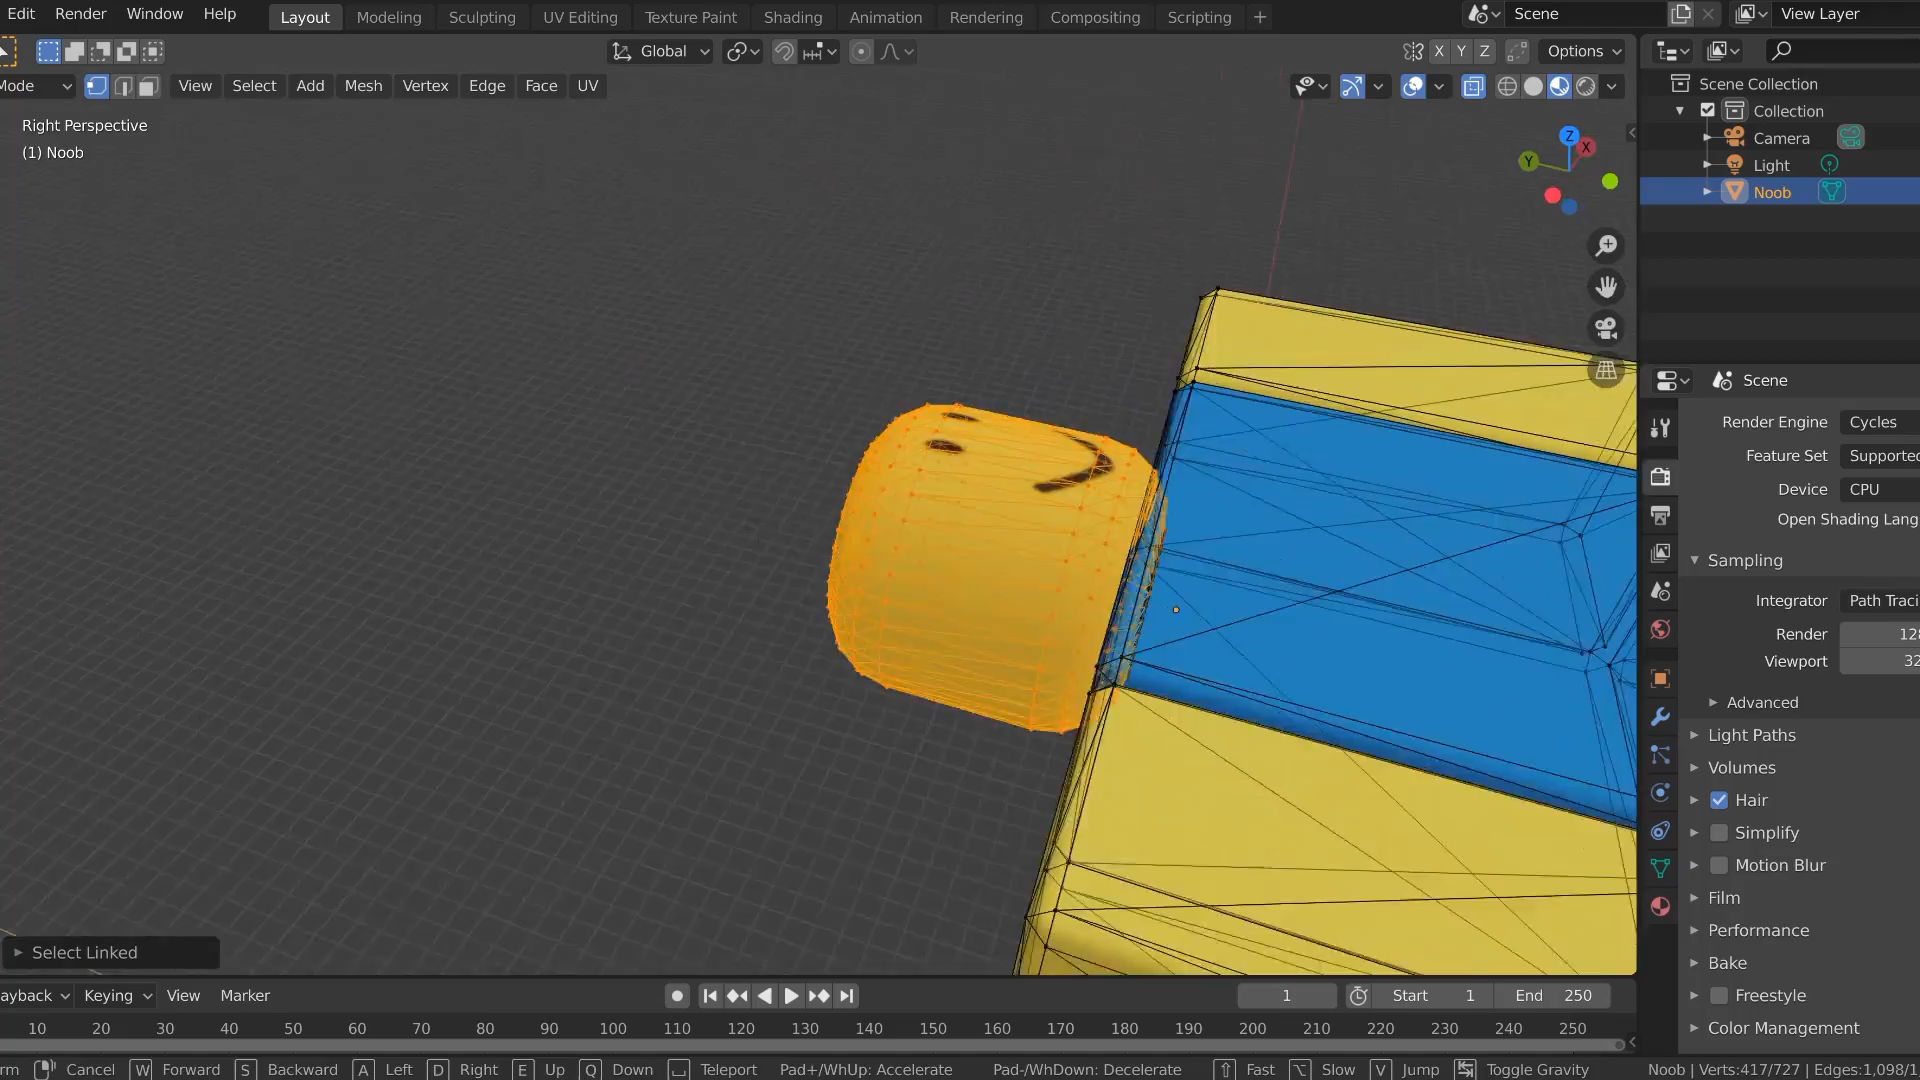 Edit Render Window Help Layout Modeling Sculpting UV Editing Texture Paint Shading Animation Rendering Compositing Scripting + Scene View Layer
Global X Y Z Options
Mode View Select Add Mesh Vertex Edge Face UV
Right Perspective
(1) Noob
Z
X
Y
Scene Collection
Collection
Camera
Light
Noob
Scene
Render Engine Cycles
Feature Set Supported
Device CPU
Open Shading Lang
Sampling
Integrator Path Traci
Render 128
Viewport 32
Advanced
Light Paths
Volumes
Hair
Simplify
Motion Blur
Film
Performance
Bake
Freestyle
Color Management
Select Linked
ayback Keying View Marker 1 Start 1 End 250
10 20 30 40 50 60 70 80 90 100 110 120 130 140 150 160 170 180 190 200 210 220 230 240 250
rm Cancel W Forward S Backward A Left D Right E Up Q Down Teleport Pad+/WhUp: Accelerate Pad-/WhDown: Decelerate Fast Slow V Jump Toggle Gravity Noob | Verts:417/727 | Edges:1,098/1